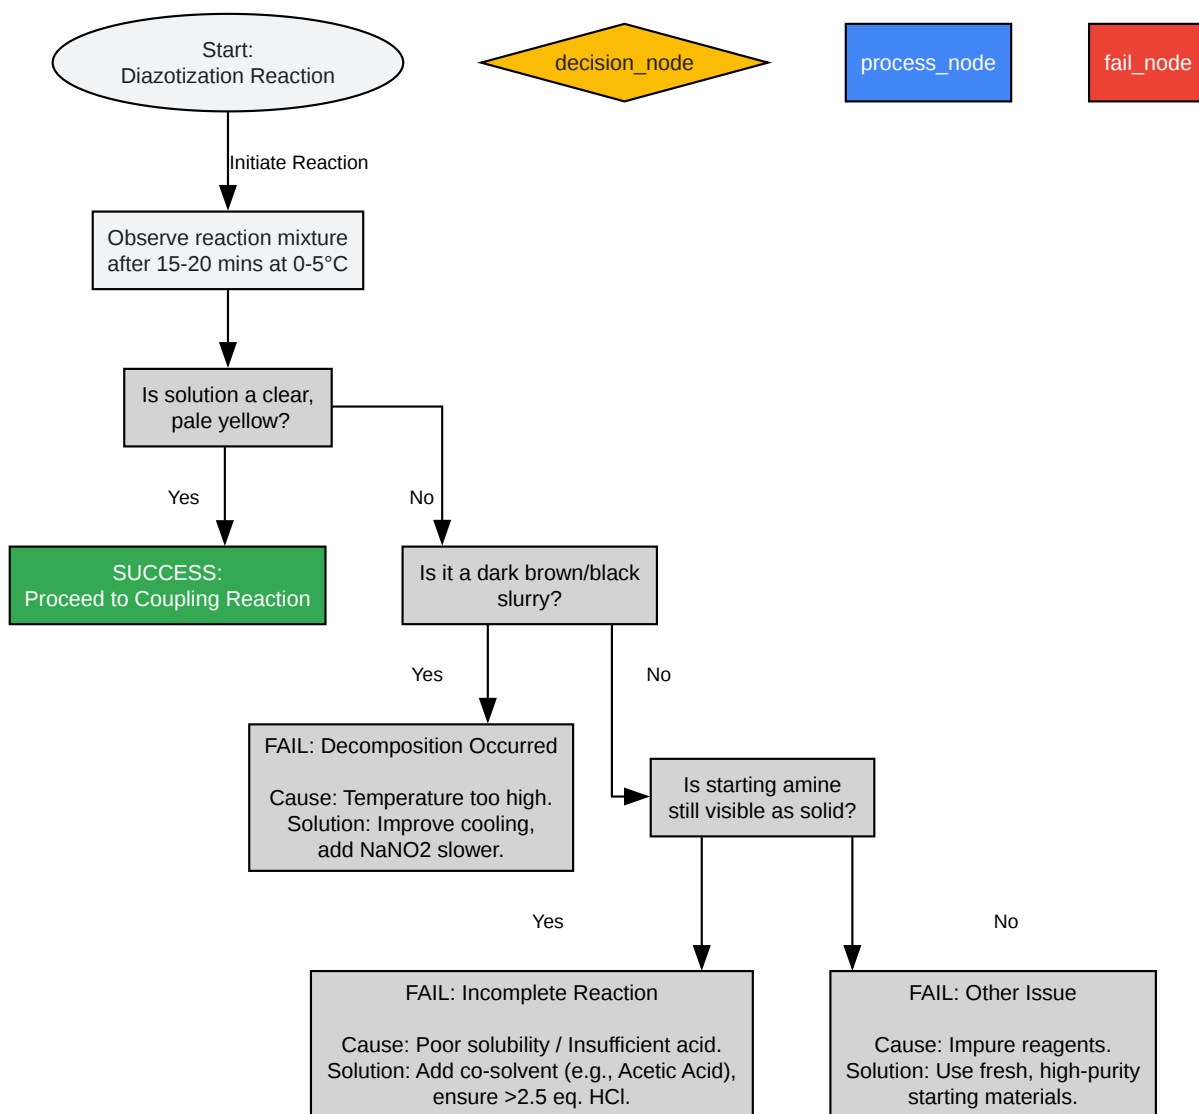 Start:
Diazotization Reaction
decision_node
process_node
fail_node
Initiate Reaction
Observe reaction mixture
after 15-20 mins at 0-5°C
Is solution a clear,
pale yellow?
Yes
No
SUCCESS:
Proceed to Coupling Reaction
Is it a dark brown/black
slurry?
Yes
No
FAIL: Decomposition Occurred
Cause: Temperature too high.
Solution: Improve cooling,
add NaNO2 slower.
Is starting amine
still visible as solid?
Yes
No
FAIL: Incomplete Reaction
Cause: Poor solubility / Insufficient acid.
Solution: Add co-solvent (e.g., Acetic Acid),
ensure >2.5 eq. HCl.
FAIL: Other Issue
Cause: Impure reagents.
Solution: Use fresh, high-purity
starting materials.